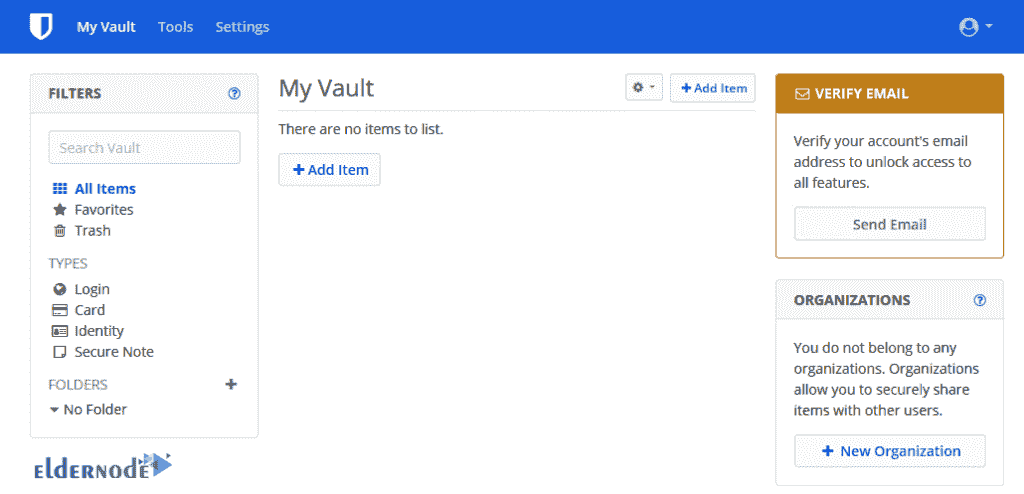 My Vault Tools Settings
FILTERS
Search Vault
All Items
Favorites
Trash
TYPES
Login
Card
Identity
Secure Note
FOLDERS
No Folder
ELDERNODE
My Vault
Add Item
There are no items to list.
Add Item
VERIFY EMAIL
Verify your account's email
address to unlock access to
all features.
Send Email
ORGANIZATIONS
You do not belong to any
organizations. Organizations
allow you to securely share
items with other users.
New Organization